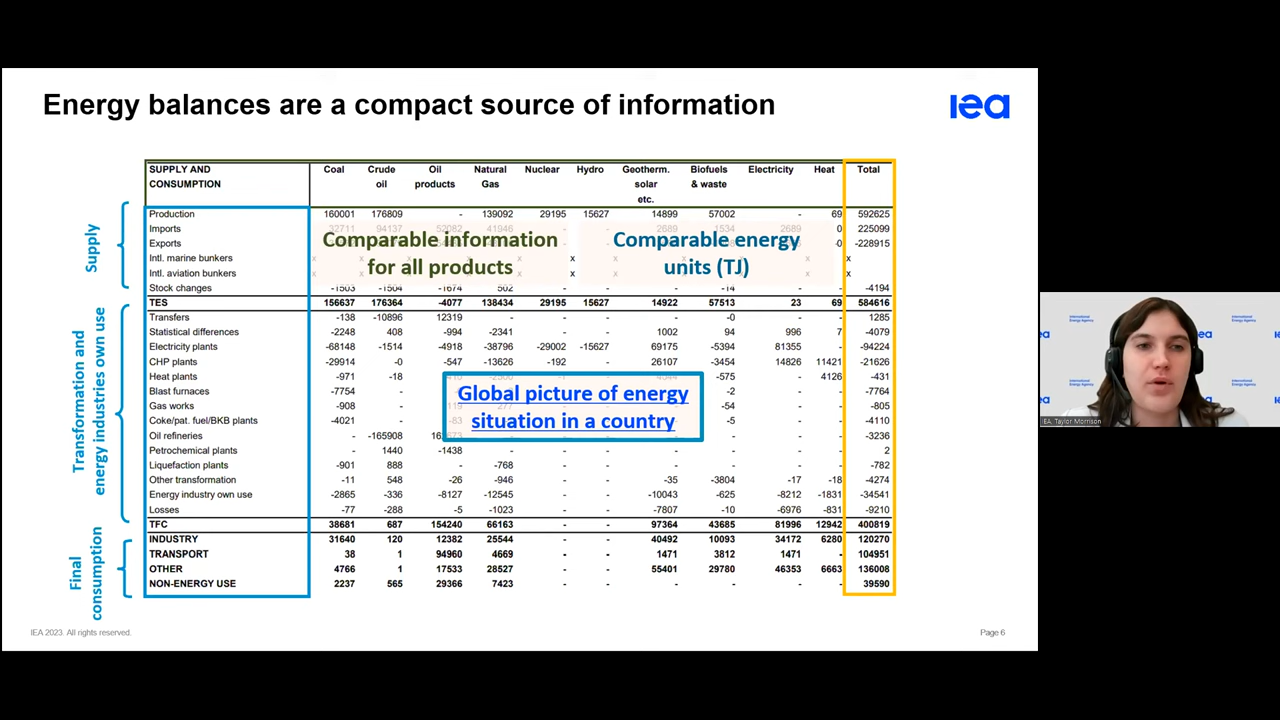 Energy balances are a compact source of information
iea
SUPPLY AND CONSUMPTION Coal Crude oil Oil products Natural Gas Nuclear Hydro Geotherm. solar etc. Biofuels & waste Electricity Heat Total
Supply
Production 160001 176809 - 139092 29195 15627 14899 57002 - 69 592625
Imports 32711 94137 52082 41946 2689 1534 2689 0 225099
Exports 0 -228915
Comparable information
for all products
Comparable energy
units (TJ)
Intl. marine bunkers x x x x
Intl. aviation bunkers x x x x
Stock changes -1503 -1504 -1674 502 -14 -4194
TES 156637 176364 -4077 138434 29195 15627 14922 57513 23 69 584616
Transformation and
energy industries own use
Transfers -138 -10896 12319 - - - - -0 - - 1285
Statistical differences -2248 408 -994 -2341 - - 1002 94 996 7 -4079
Electricity plants -68148 -1514 -4918 -38796 -29002 -15627 69175 -5394 81355 - -94224
CHP plants -29914 -0 -547 -13626 -192 - 26107 -3454 14826 11421 -21626
Heat plants -971 -18 -575 - 4126 -431
Blast furnaces -7754 - -2 - - -7764
Gas works -908 - -54 - - -805
Coke/pat. fuel/BKB plants -4021 - -5 - - -4110
Global picture of energy
situation in a country
Oil refineries - -165908 - - -3236
Petrochemical plants - 1440 -1438 - - - - - - - 2
Liquefaction plants -901 888 - -768 - - - - - - -782
Other transformation -11 548 -26 -946 - - -35 -3804 -17 -18 -4274
Energy industry own use -2865 -336 -8127 -12545 - - -10043 -625 -8212 -1831 -34541
Losses -77 -288 -5 -1023 - - -7807 -10 -6976 -831 -9210
TFC 38681 687 154240 66163 - - 97364 43685 81996 12942 400819
Final
consumption
INDUSTRY 31640 120 12382 25544 - - 40492 10093 34172 6280 120270
TRANSPORT 38 1 94960 4669 - - 1471 3812 1471 - 104951
OTHER 4766 1 17533 28527 - - 55401 29780 46353 6663 136008
NON-ENERGY USE 2237 565 29366 7423 - - - - - - 39590
IEA 2023. All rights reserved.
Page 6
International
Energy Agency
iea
IEA. Taylor Morrison